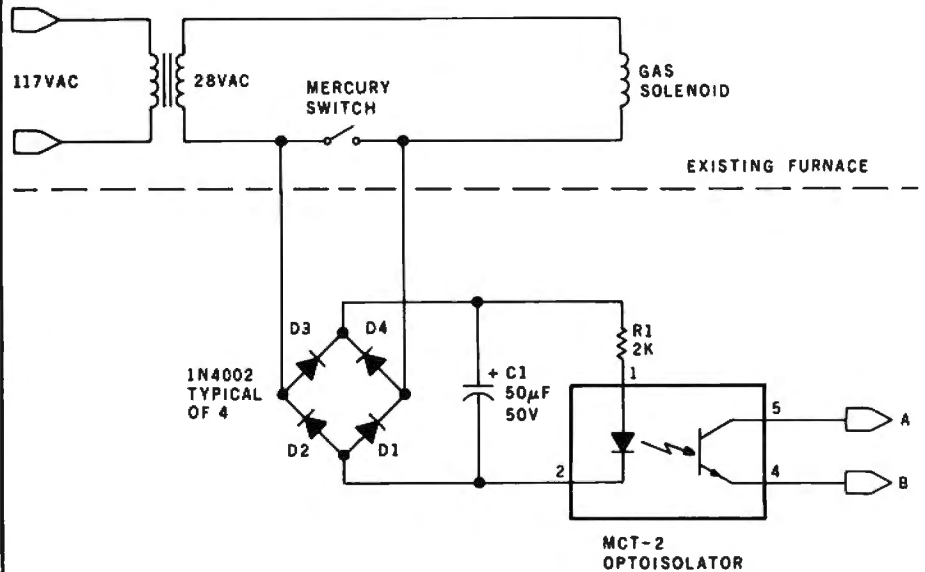 117VAC
28VAC
MERCURY
SWITCH
GAS
SOLENOID
EXISTING FURNACE
D3
D4
1N4002
TYPICAL
OF 4
D2
D1
+ C1
50μF
50V
R1
2K
1
2
5
4
A
B
MCT-2
OPTOISOLATOR